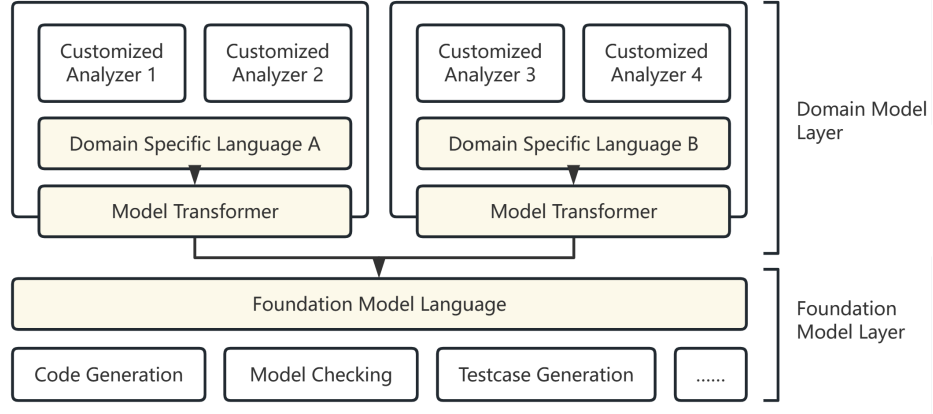 Customized
Analyzer 1
Customized
Analyzer 2
Domain Specific Language A
Model Transformer
Customized
Analyzer 3
Customized
Analyzer 4
Domain Specific Language B
Model Transformer
Domain Model
Layer
Foundation Model Language
Code Generation
Model Checking
Testcase Generation
......
Foundation
Model Layer